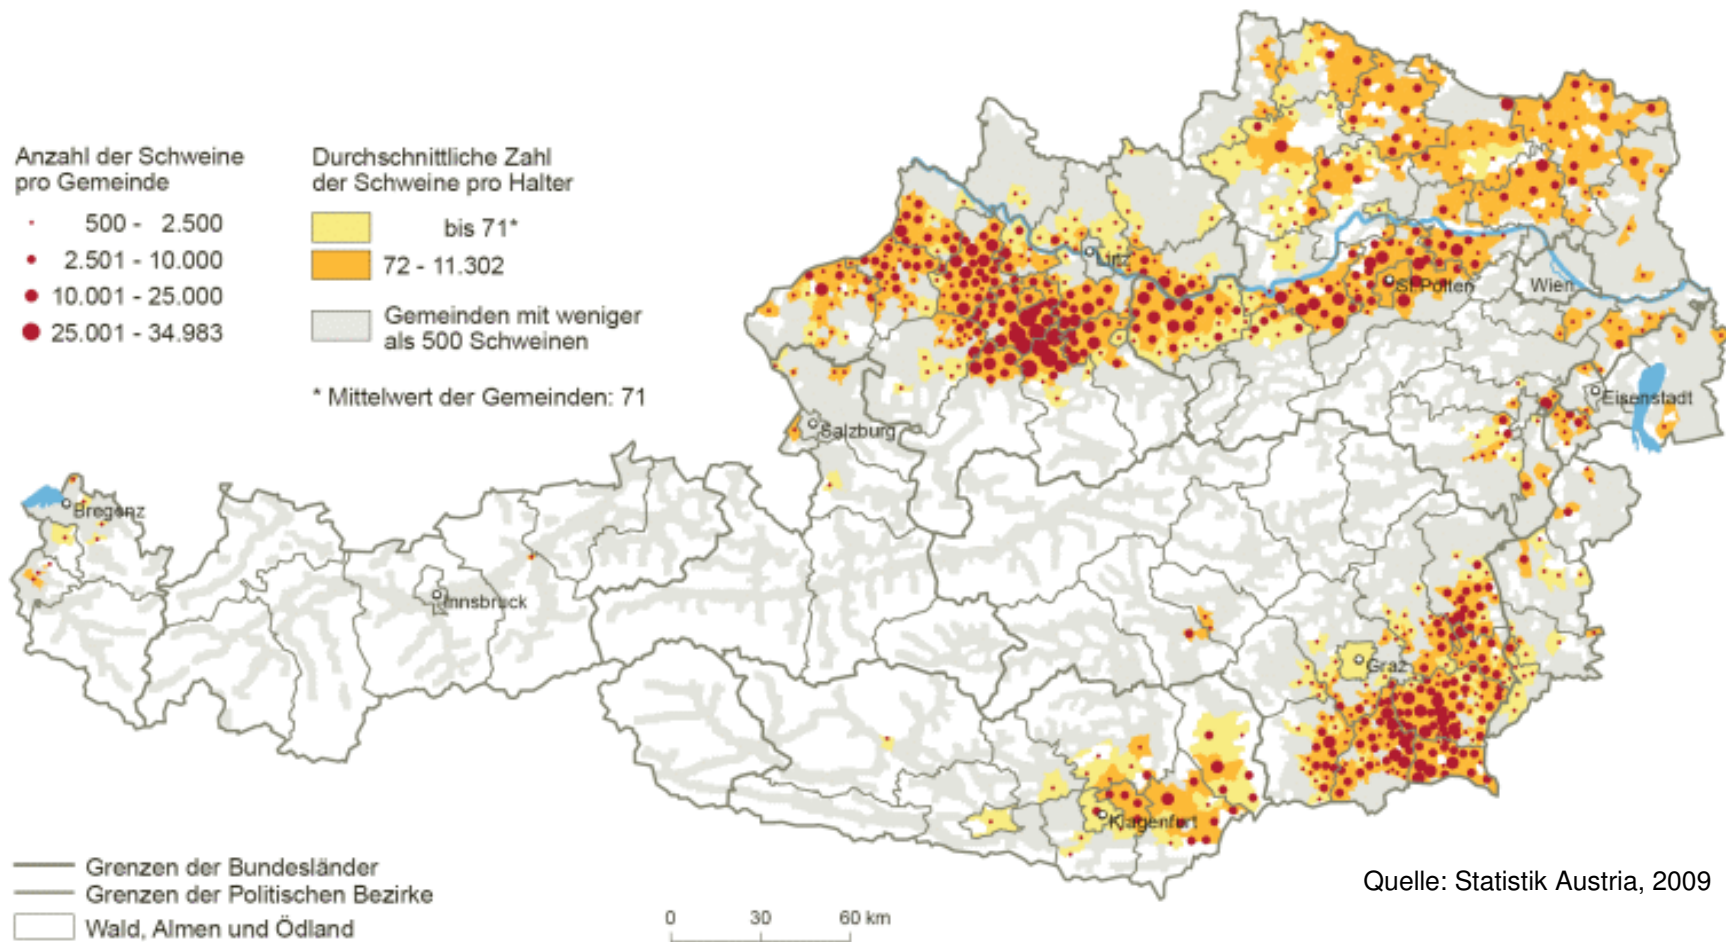 Anzahl der Schweine
pro Gemeinde
500 - 2.500
2.501 - 10.000
10.001 - 25.000
25.001 - 34.983
Durchschnittliche Zahl
der Schweine pro Halter
bis 71*
72 - 11.302
Gemeinden mit weniger
als 500 Schweinen
* Mittelwert der Gemeinden: 71
Linz
St.Pölten
Wien
Eisenstadt
Salzburg
Bregenz
Innsbruck
Graz
Klagenfurt
Grenzen der Bundesländer
Grenzen der Politischen Bezirke
Wald, Almen und Ödland
0 30 60 km
Quelle: Statistik Austria, 2009